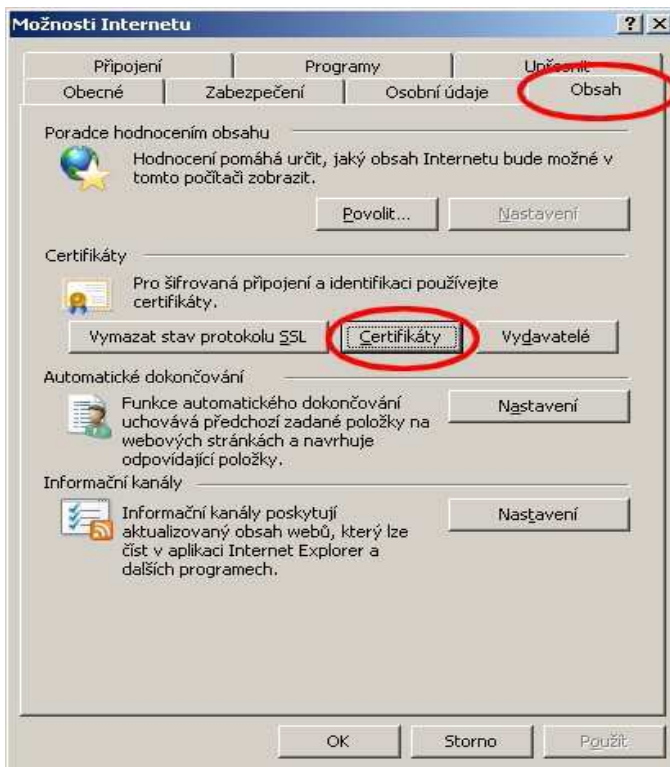 Možnosti Internetu
Připojení Programy Upřesnit
Obecné Zabezpečení Osobní údaje Obsah
Poradce hodnocením obsahu
Hodnocení pomáhá určit, jaký obsah Internetu bude možné v
tomto počítači zobrazit.
Povolit... Nastavení
Certifikáty
Pro šifrovaná připojení a identifikaci používejte
certifikáty.
Vymazat stav protokolu SSL Certifikáty Vydavatelé
Automatické dokončování
Funkce automatického dokončování
uchovává předchozí zadané položky na
webových stránkách a navrhuje
odpovídající položky.
Nastavení
Informační kanály
Informační kanály poskytují
aktualizovaný obsah webů, který lze
číst v aplikaci Internet Explorer a
dalších programech.
Nastavení
OK Storno Použít